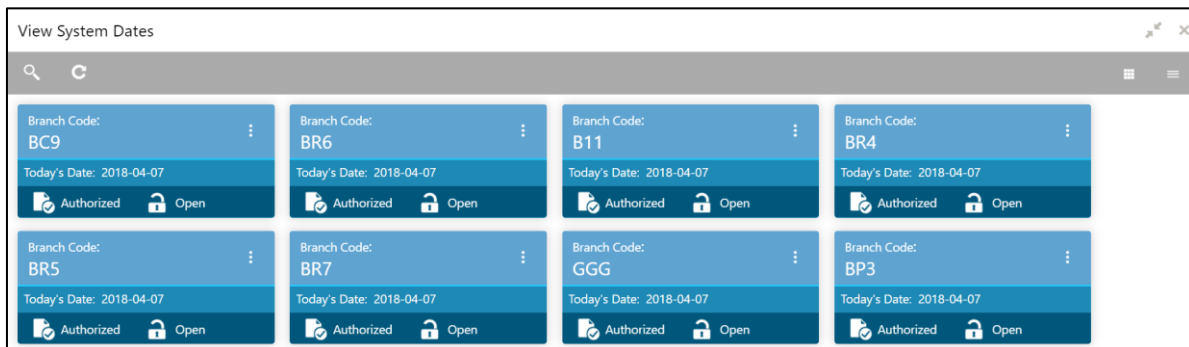 View System Dates
Branch Code:
BC9
Today's Date: 2018-04-07
Authorized Open
Branch Code:
BR6
Today's Date: 2018-04-07
Authorized Open
Branch Code:
B11
Today's Date: 2018-04-07
Authorized Open
Branch Code:
BR4
Today's Date: 2018-04-07
Authorized Open
Branch Code:
BR5
Today's Date: 2018-04-07
Authorized Open
Branch Code:
BR7
Today's Date: 2018-04-07
Authorized Open
Branch Code:
GGG
Today's Date: 2018-04-07
Authorized Open
Branch Code:
BP3
Today's Date: 2018-04-07
Authorized Open